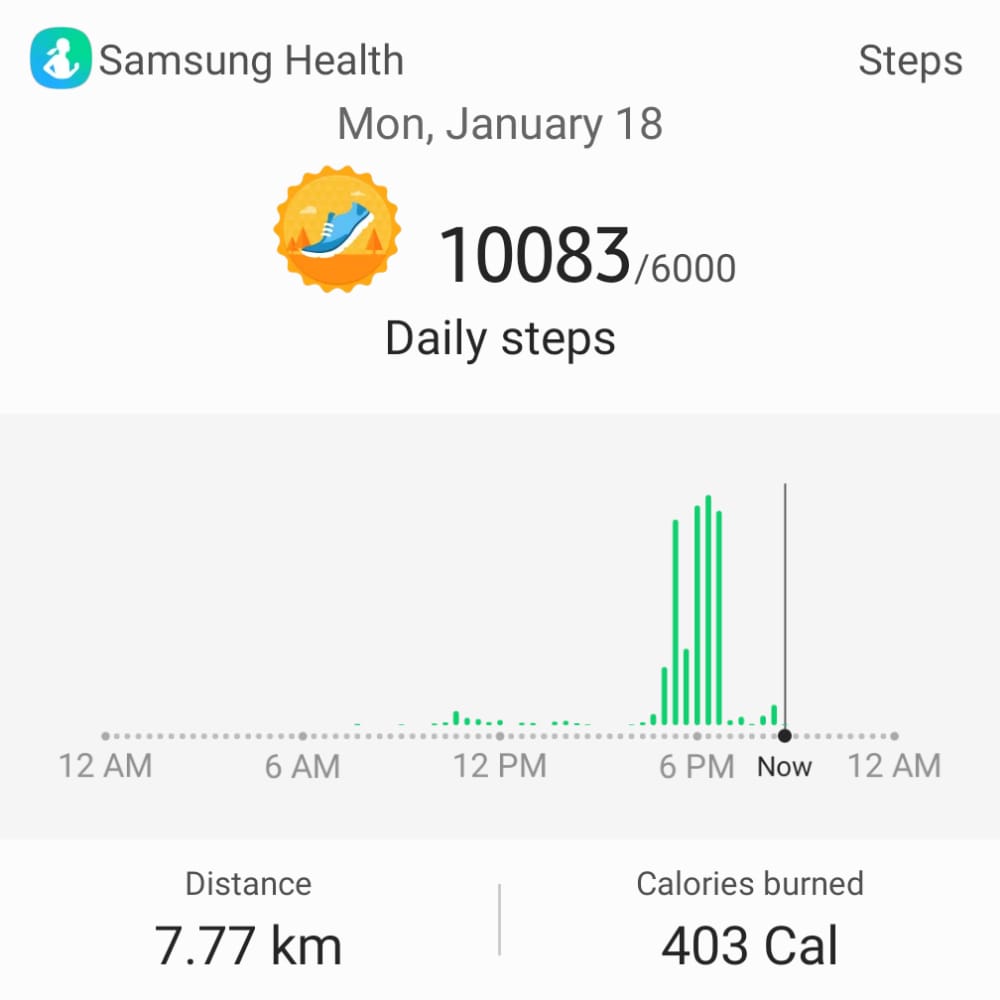 Samsung Health Steps
Mon, January 18
10083/6000
Daily steps
12 AM 6 AM 12 PM 6 PM Now 12 AM
Distance Calories burned
7.77 km 403 Cal